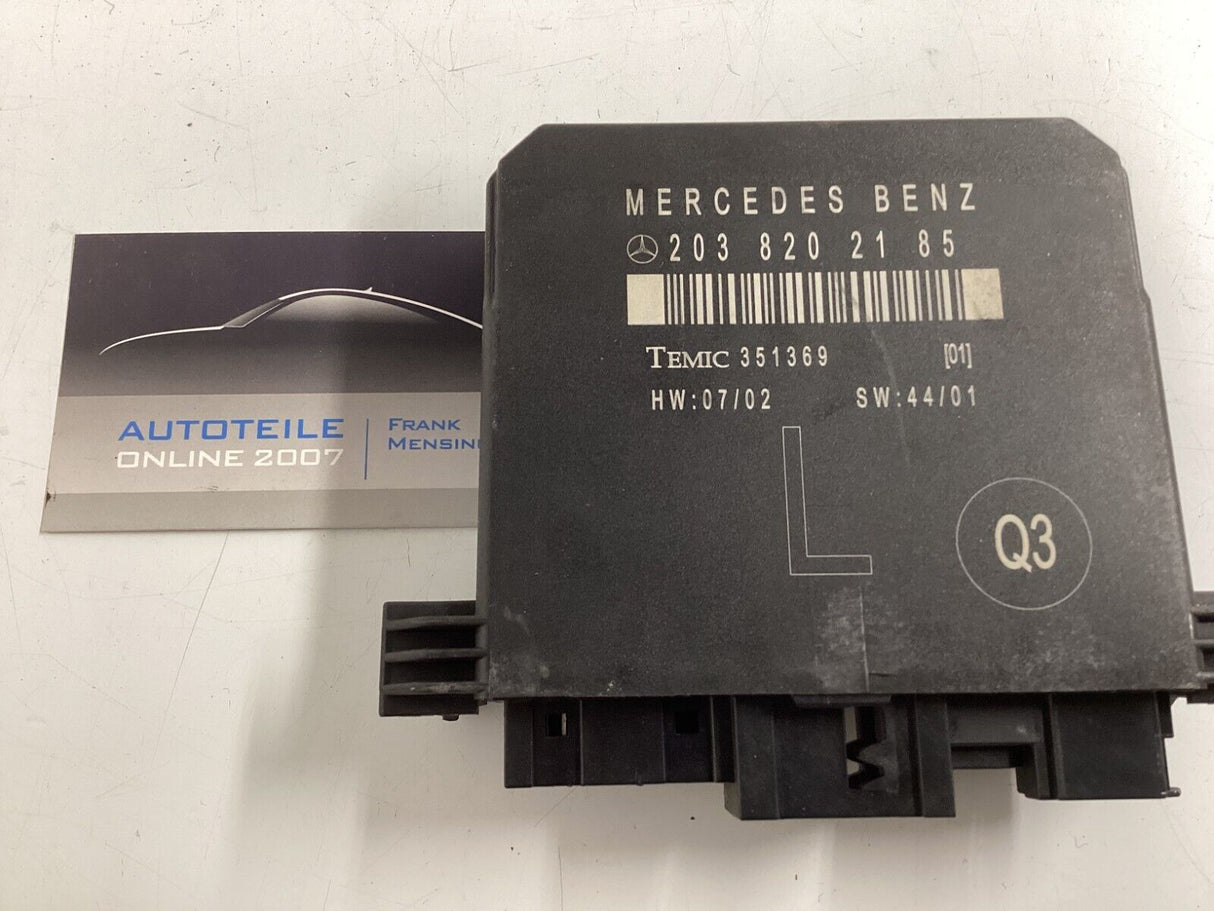 MERCEDES BENZ
203 820 21 85
TEMIC 351369 [01]
HW:07/02 SW:44/01
L
Q3
AUTOTEILE
ONLINE 2007
FRANK